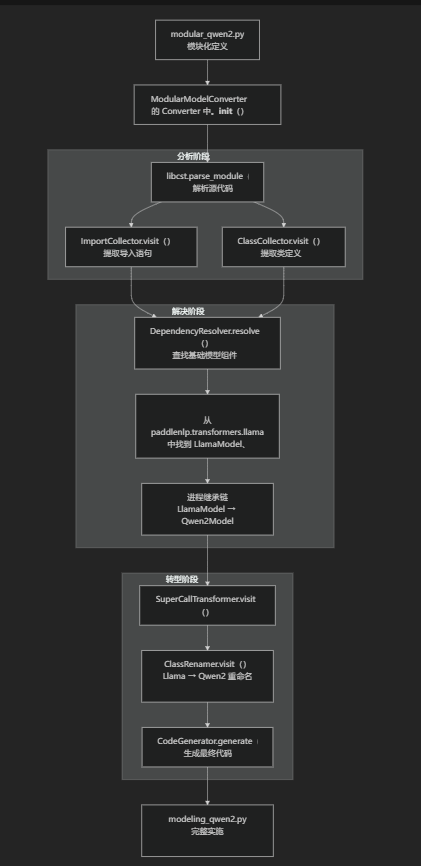 modular_qwen2.py
模块化定义
ModularModelConverter
的 Converter 中。init（）
分析阶段
libcst.parse_module（
解析源代码
ImportCollector.visit（）
提取导入语句
ClassCollector.visit（）
提取类定义
解决阶段
DependencyResolver.resolve
（）
查找基础模型组件
从
paddlenlp.transformers.llama
中找到 LlamaModel、
进程继承链
LlamaModel →
Qwen2Model
转型阶段
SuperCallTransformer.visit
（）
ClassRenamer.visit（）
Llama → Qwen2 重命名
CodeGenerator.generate（
生成最终代码
modeling_qwen2.py
完整实施